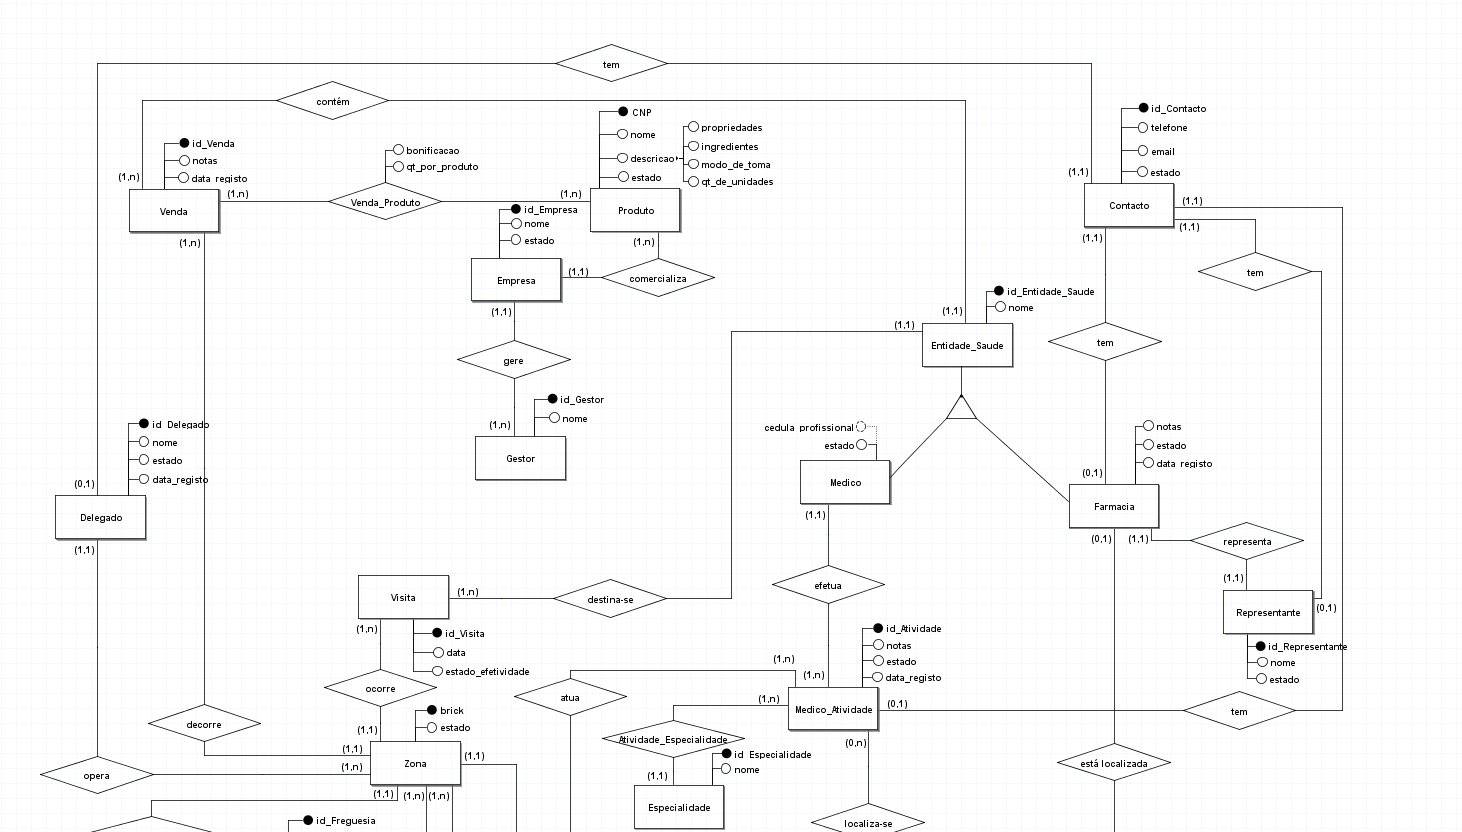 tem
contém
CNP
id_Contacto
propriedades
telefone
nome
id_Venda
ingredientes
bonificacao
email
notas
descricao
modo_de_toma
qt_por_produto
estado
(1,1)
(1,n)
data_registo
estado
qt_de_unidades
(1,n)
(1,n)
(1,1)
Venda_Produto
Contacto
Venda
Produto
id_Empresa
nome
(1,1)
(1,n)
estado
(1,n)
(1,1)
(1,1)
comercializa
tem
Empresa
id_Entidade_Saude
nome
(1,1)
(1,1)
(1,1)
Entidade_Saude
tem
gere
id_Gestor
nome
id_Delegado
(1,n)
cedula_profissional
notas
nome
estado
estado
estado
Gestor
data_registo
(0,1)
data_registo
(0,1)
Medico
Farmacia
Delegado
(1,1)
(0,1)
(1,1)
representa
(1,1)
(1,1)
efetua
(1,n)
Visita
destina-se
(0,1)
Representante
(1,n)
id_Visita
id_Atividade
notas
id_Representante
data
(1,n)
estado
nome
estado_efetividade
(1,n)
data_registo
estado
ocorre
atua
(1,n)
(0,1)
brick
Medico_Atividade
tem
decorre
estado
(1,1)
Atividade_Especialidade
(0,n)
(1,1)
(1,1)
id_Especialidade
Zona
está localizada
(1,n)
nome
opera
(1,1)
(1,1)
(1,n)
(1,n)
Especialidade
id_Freguesia
localiza-se